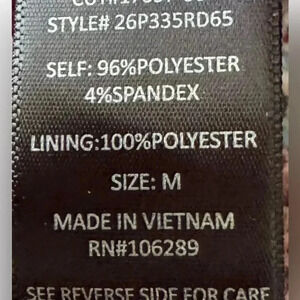 STYLE# 26P335RD65
SELF: 96%POLYESTER
4%SPANDEX
LINING:100%POLYESTER
SIZE: M
MADE IN VIETNAM
RN#106289
SEE REVERSE SIDE FOR CARE